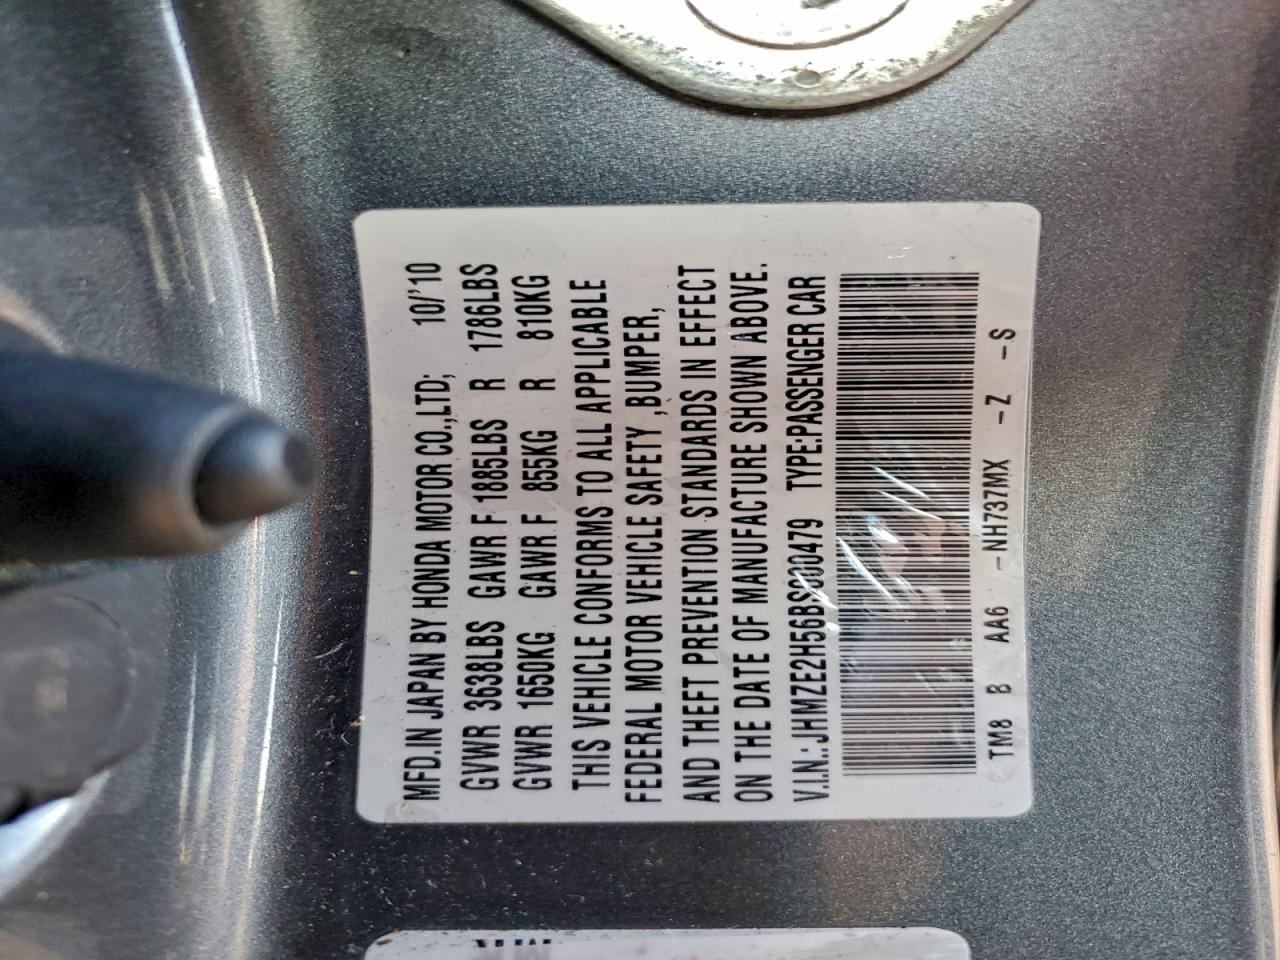 MFD.IN JAPAN BY HONDA MOTOR CO.,LTD; 10/'10
GVWR 3638LBS GAWR F 1885LBS R 1786LBS
GVWR 1650KG GAWR F 855KG R 810KG
THIS VEHICLE CONFORMS TO ALL APPLICABLE
FEDERAL MOTOR VEHICLE SAFETY ,BUMPER,
AND THEFT PREVENTION STANDARDS IN EFFECT
ON THE DATE OF MANUFACTURE SHOWN ABOVE.
V.I.N.: TYPE:PASSENGER CAR
TM8 B AA6 -NH737MX -Z -S